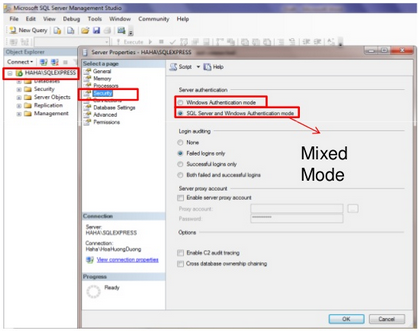 Microsoft SQL Server Management Studio
File View Debug Tools Window Community Help
New Query
Object Explorer
Connect
HAHA\SQLEXPRESS
Databases
Security
Server Objects
Replication
Management
Server Properties - HAHA\SQLEXPRESS
Select a page
General
Memory
Processors
Security
Connections
Database Settings
Advanced
Permissions
Script Help
Server authentication
Windows Authentication mode
SQL Server and Windows Authentication mode
Login auditing
None
Failed logins only
Successful logins only
Both failed and successful logins
Mixed
Mode
Server proxy account
Enable server proxy account
Proxy account:
Password:
Options
Enable C2 audit tracing
Cross database ownership chaining
Connection
Server:
HAHA\SQLEXPRESS
Connection:
View connection properties
Progress
Ready
OK Cancel